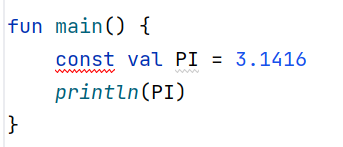 fun main() {
    const val PI = 3.1416
    println(PI)
}